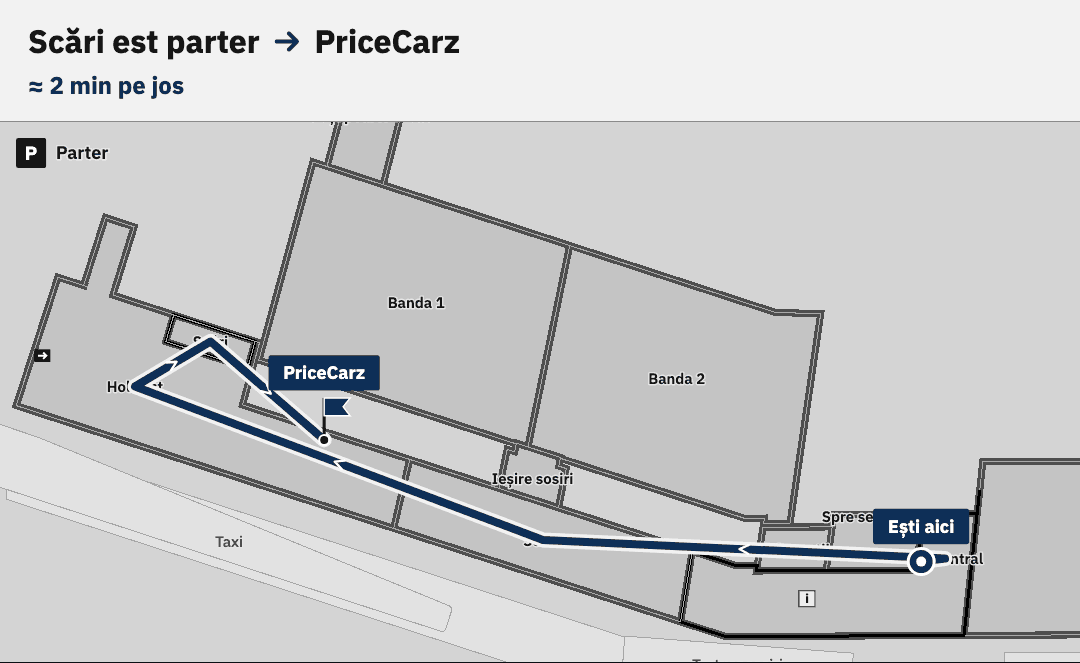 Scări est parter → PriceCarz
≈ 2 min pe jos
P Parter
Banda 1
Banda 2
PriceCarz
Ieșire sosiri
Spre
Ești aici
Taxi
i